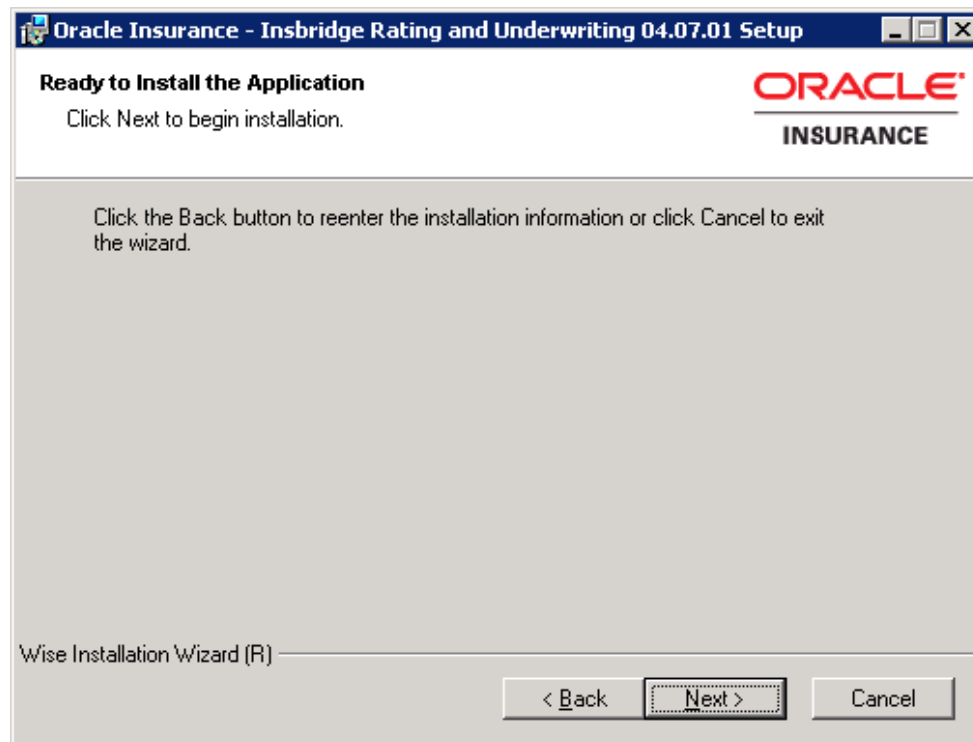 Oracle Insurance - Insbridge Rating and Underwriting 04.07.01 Setup
Ready to Install the Application
Click Next to begin installation.
ORACLE
INSURANCE
Click the Back button to reenter the installation information or click Cancel to exit
the wizard.
Wise Installation Wizard (R)
< Back
Next >
Cancel